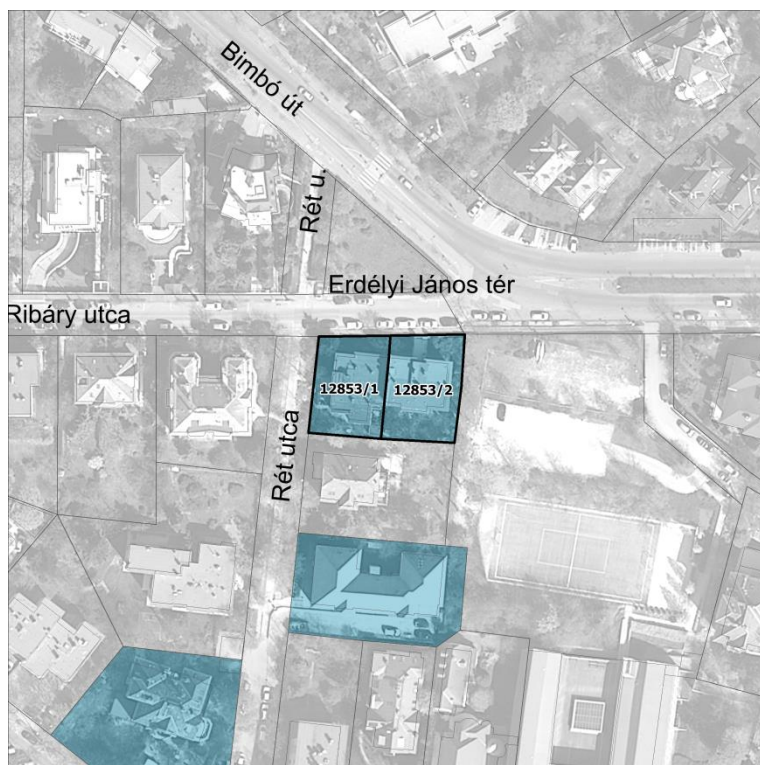 Bimbó út
Rét u.
Erdélyi János tér
Ribáry utca
12853/1
12853/2
Rét utca